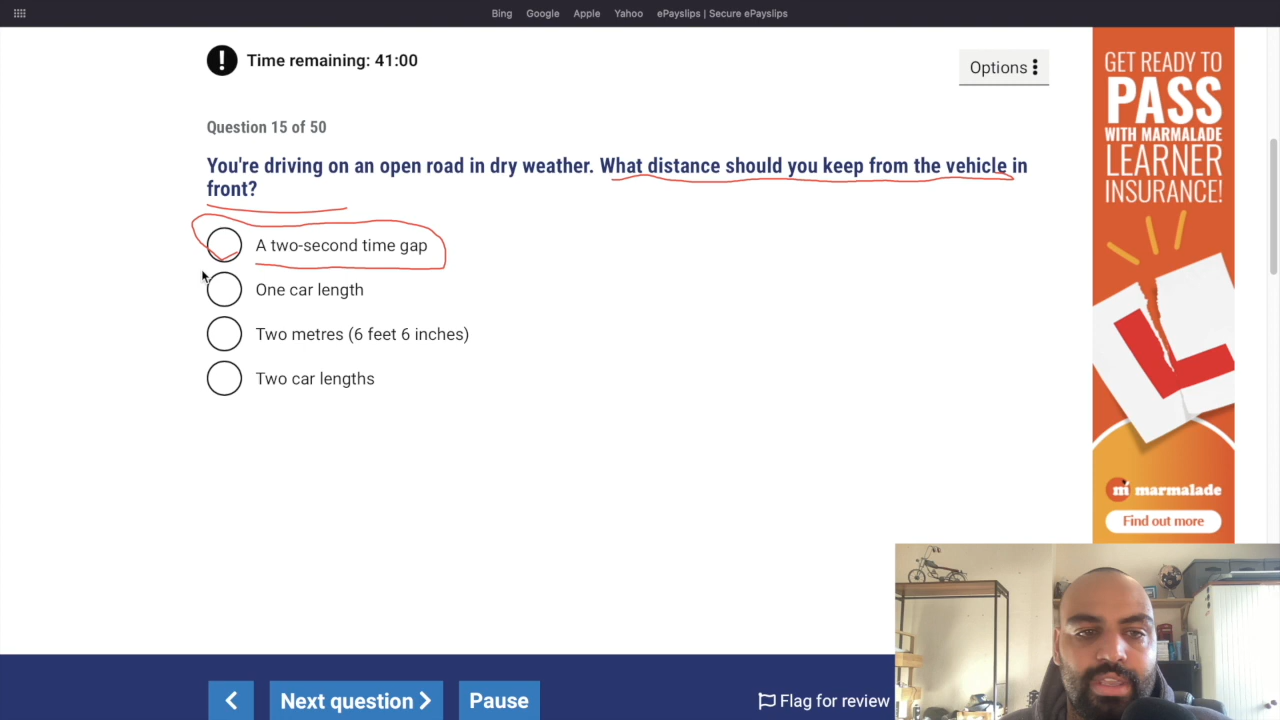 Bing Google Apple Yahoo ePayslips | Secure ePayslips
! Time remaining: 41:00
Options
Question 15 of 50
You're driving on an open road in dry weather. What distance should you keep from the vehicle in
front?
A two-second time gap
One car length
Two metres (6 feet 6 inches)
Two car lengths
Next question
Pause
Flag for review
GET READY TO
PASS
WITH MARMALADE
LEARNER
INSURANCE!
L
m marmalade
Find out more